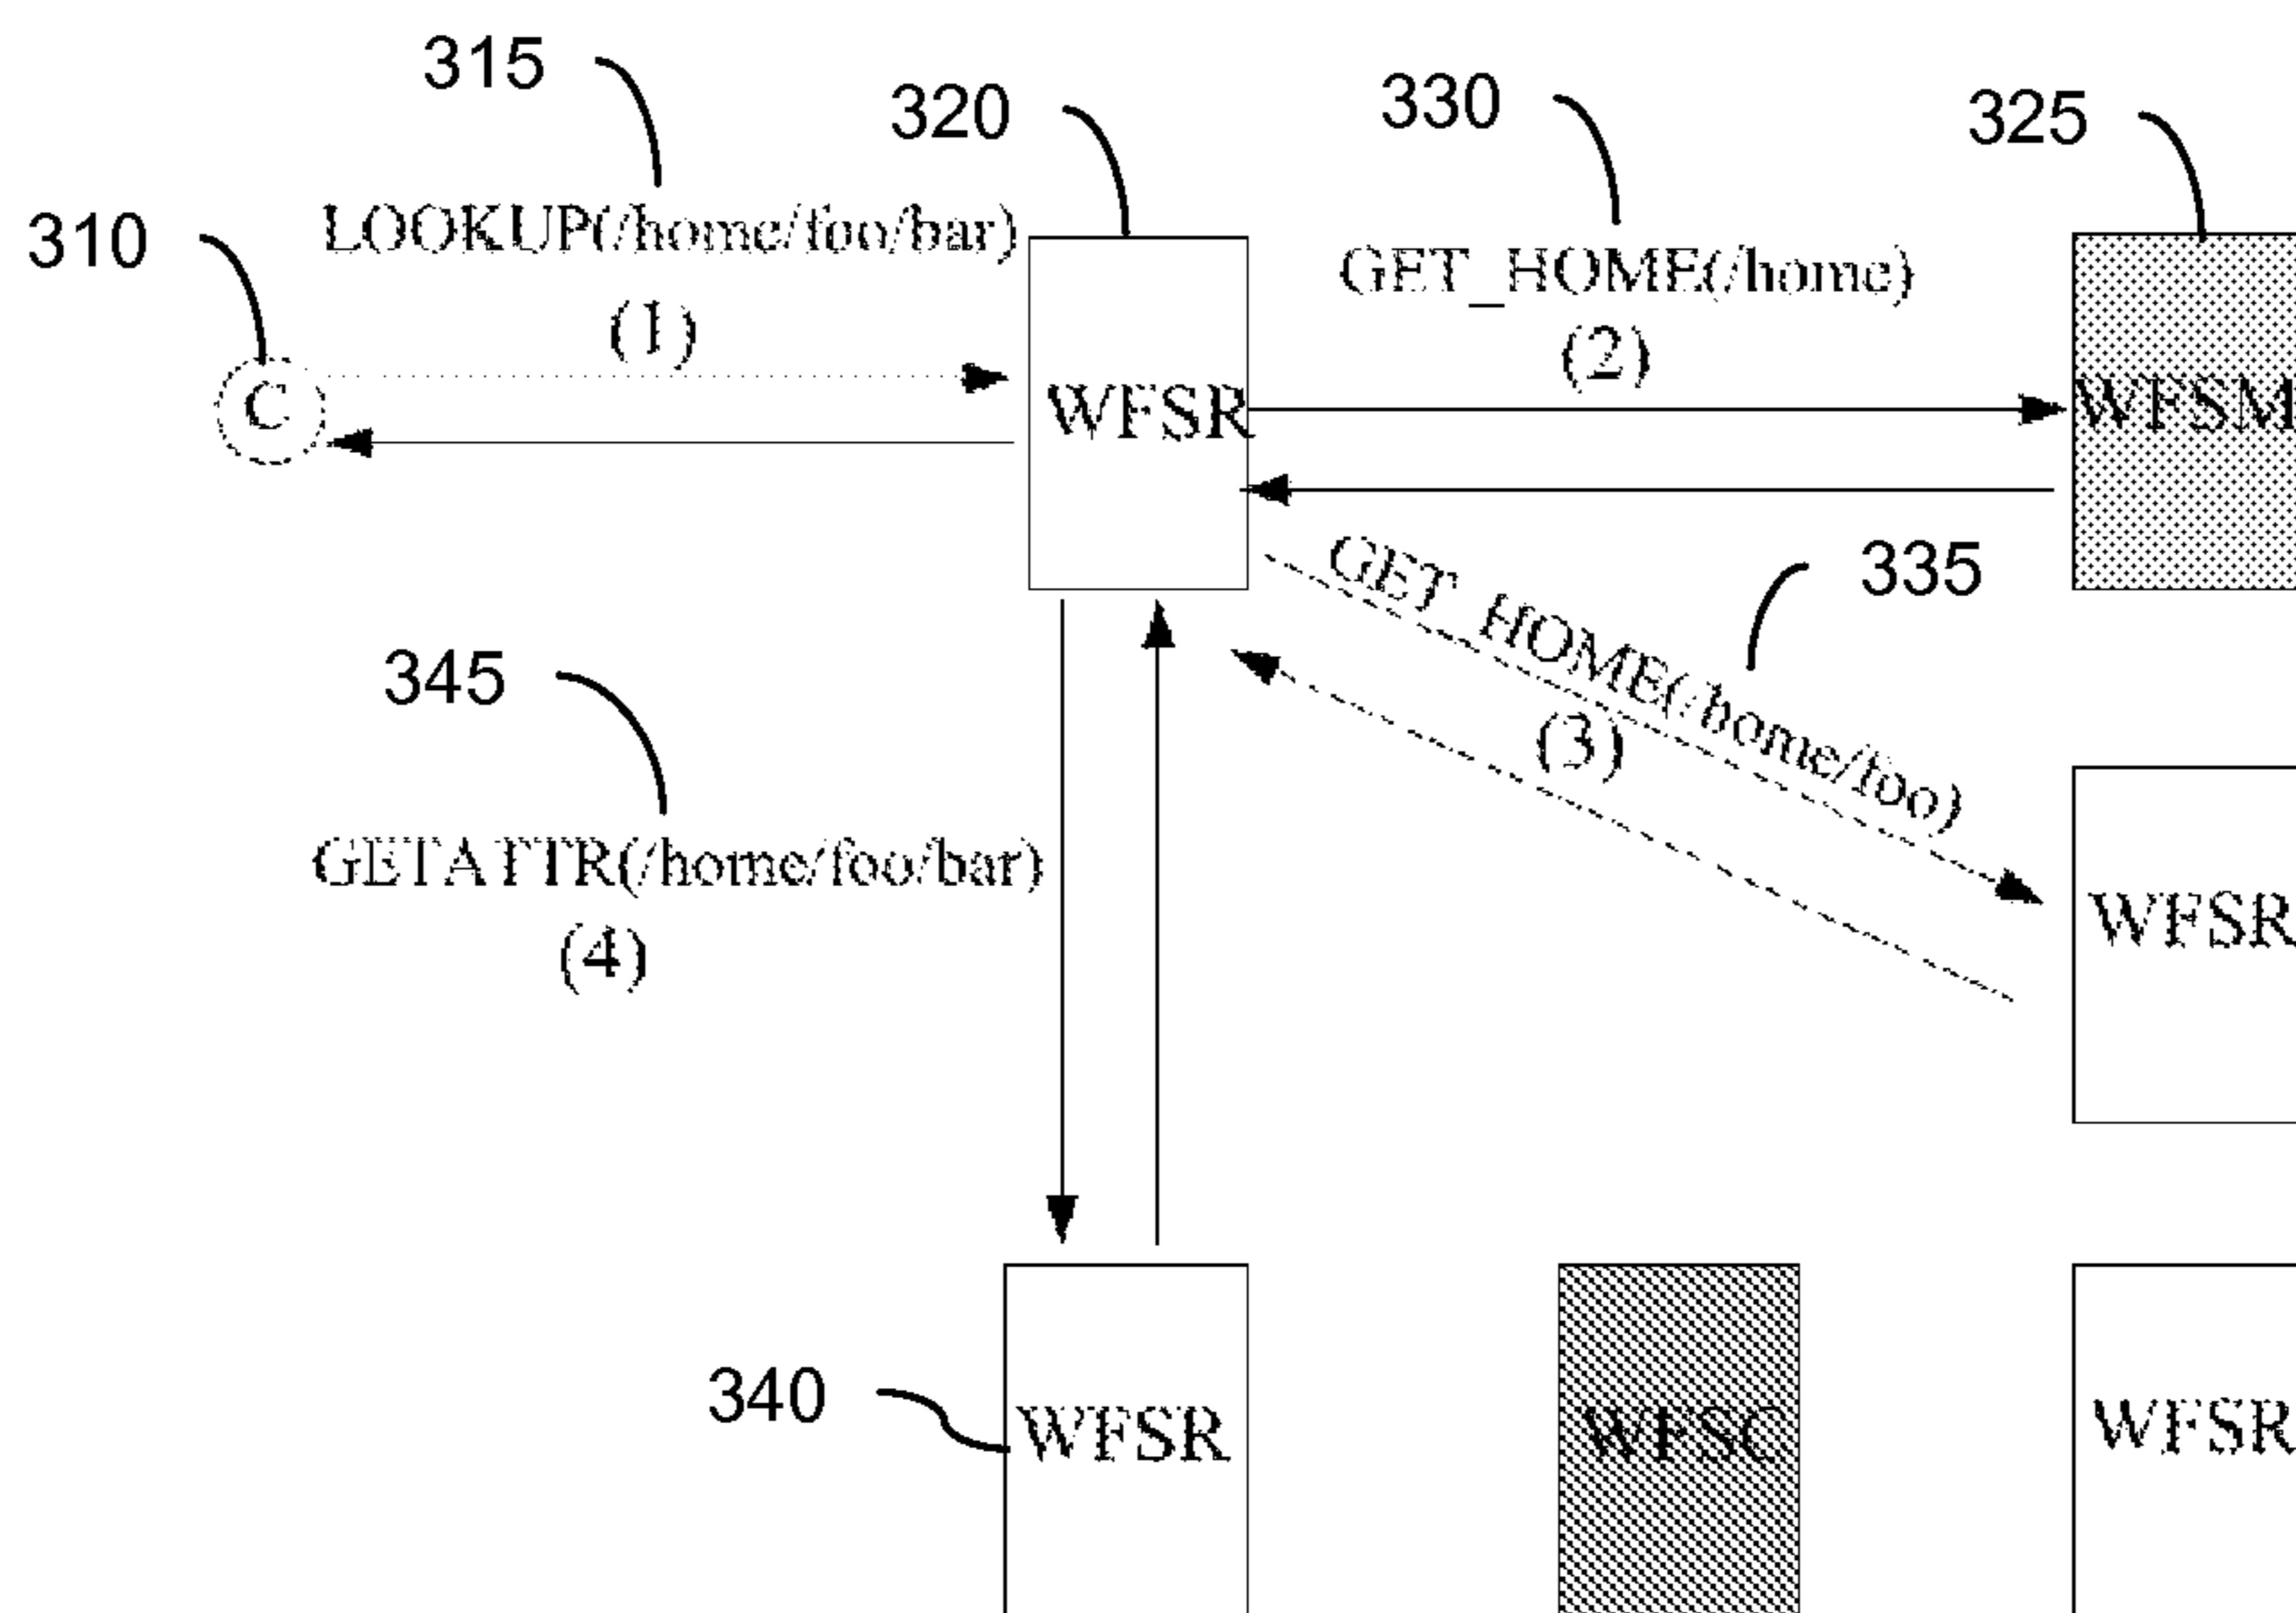 315
320
330
325
310
LOOKUP(/home/foo/bar)
(1)
GET_HOME(/home)
(2)
C
WFSR
WFSM
GET_HOME(/home/foo)
(3)
335
345
GETATTR(/home/foo/bar)
(4)
WFSR
340
WFSR
WFSC
WFSR